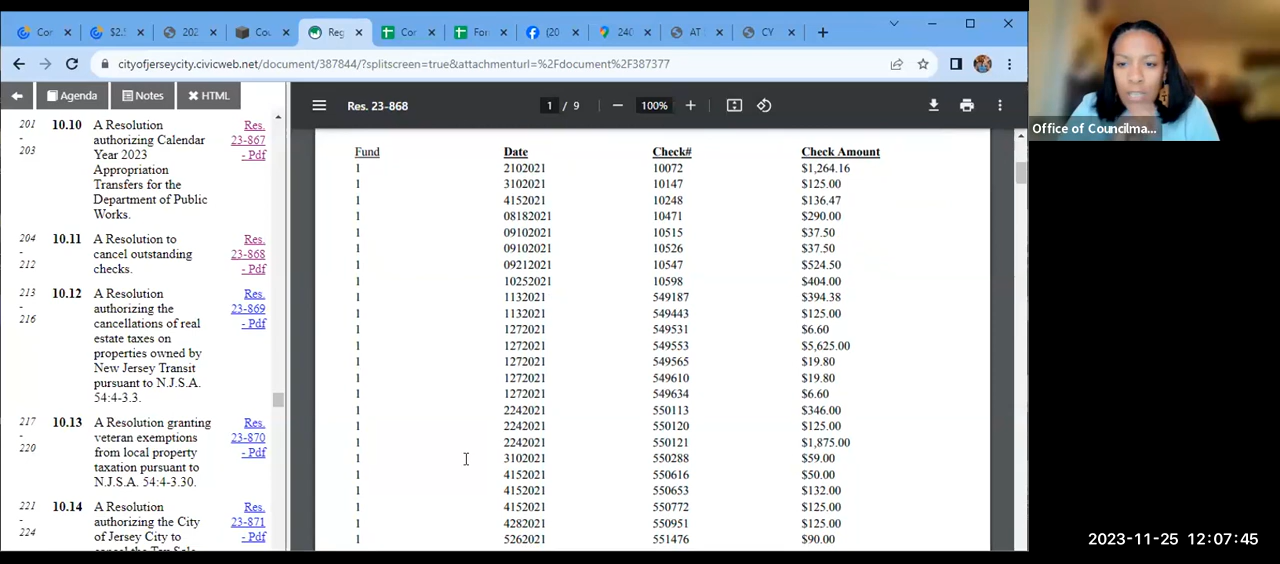 Cor
$2.5
202
Cou
Reg
Cor
For
(20
240
AT I
CY
cityofjerseycity.civicweb.net/document/387844/?splitscreen=true&attachmenturl=%2Fdocument%2F387377
Agenda
Notes
HTML
Res. 23-868
1 / 9
100%
201 - 203
10.10 A Resolution authorizing Calendar Year 2023 Appropriation Transfers for the Department of Public Works.
Res. 23-867 - Pdf
204 - 212
10.11 A Resolution to cancel outstanding checks.
Res. 23-868 - Pdf
213 - 216
10.12 A Resolution authorizing the cancellations of real estate taxes on properties owned by New Jersey Transit pursuant to N.J.S.A. 54:4-3.3.
Res. 23-869 - Pdf
217 - 220
10.13 A Resolution granting veteran exemptions from local property taxation pursuant to N.J.S.A. 54:4-3.30.
Res. 23-870 - Pdf
221 - 224
10.14 A Resolution authorizing the City of Jersey City to cancel the Tax Sale
Res. 23-871 - Pdf
Fund Date Check# Check Amount
1 2102021 10072 $1,264.16
1 3102021 10147 $125.00
1 4152021 10248 $136.47
1 08182021 10471 $290.00
1 09102021 10515 $37.50
1 09102021 10526 $37.50
1 09212021 10547 $524.50
1 10252021 10598 $404.00
1 1132021 549187 $394.38
1 1132021 549443 $125.00
1 1272021 549531 $6.60
1 1272021 549553 $5,625.00
1 1272021 549565 $19.80
1 1272021 549610 $19.80
1 1272021 549634 $6.60
1 2242021 550113 $346.00
1 2242021 550120 $125.00
1 2242021 550121 $1,875.00
1 3102021 550288 $59.00
1 4152021 550616 $50.00
1 4152021 550653 $132.00
1 4152021 550772 $125.00
1 4282021 550951 $125.00
1 5262021 551476 $90.00
Office of Councilma...
2023-11-25 12:07:45